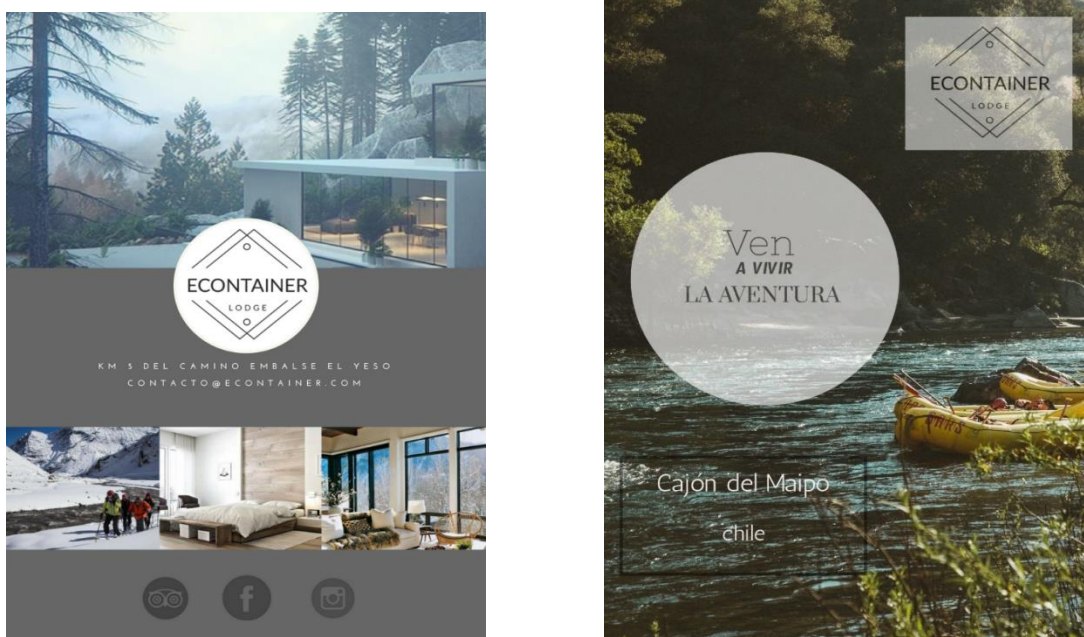 ECONTAINER
LODGE
KM 5 DEL CAMINO EMBALSE EL YESO
CONTACTO@ECONTAINER.COM
ECONTAINER
LODGE
Ven
A VIVIR
LA AVENTURA
Cajón del Maipo
chile